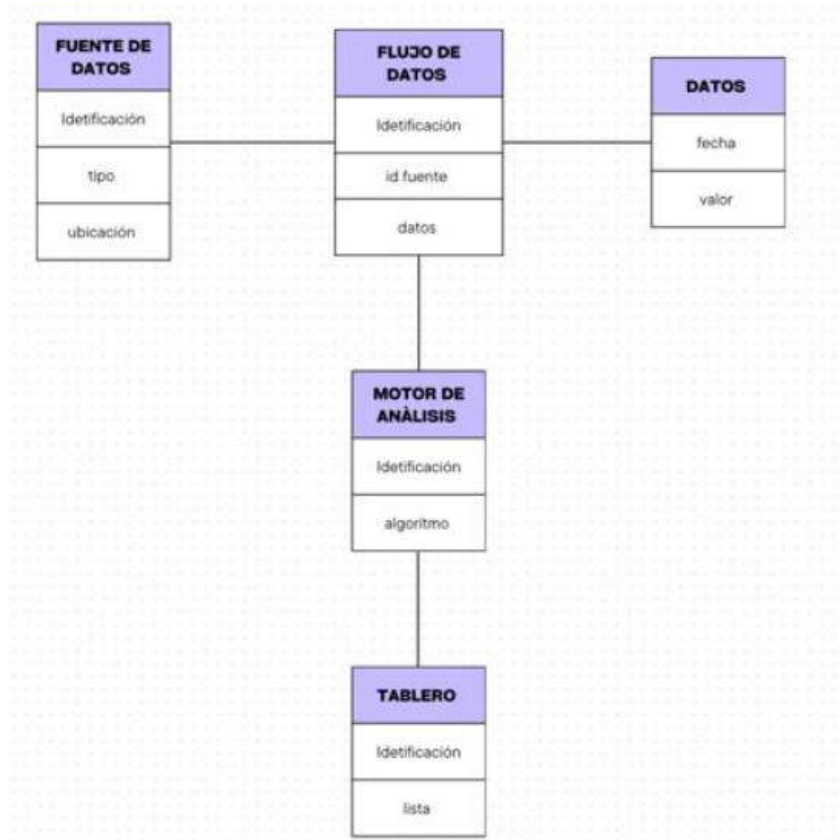 FUENTE DE
DATOS
Idetificación
tipo
ubicación
FLUJO DE
DATOS
Idetificación
id fuente
datos
DATOS
fecha
valor
MOTOR DE
ANÀLISIS
Idetificación
algoritmo
TABLERO
Idetificación
lista